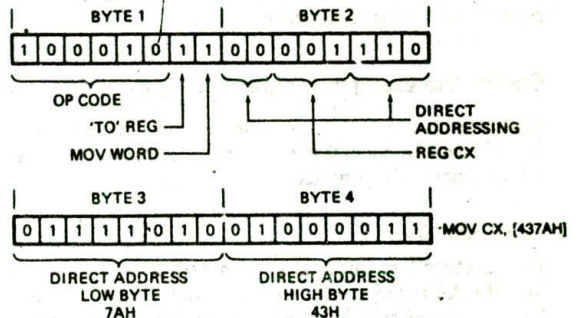 BYTE 1 BYTE 2
1 0 0 0 1 0 1 1 0 0 0 0 1 1 1 0
OP CODE
'TO' REG
MOV WORD
DIRECT
ADDRESSING
REG CX
BYTE 3 BYTE 4
0 1 1 1 1 0 1 0 0 1 0 0 0 0 1 1 MOV CX, [437AH]
DIRECT ADDRESS DIRECT ADDRESS
LOW BYTE HIGH BYTE
7AH 43H